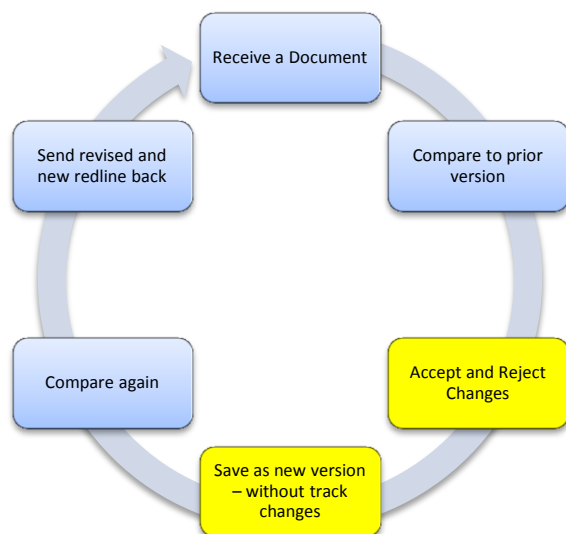 Receive a Document
Compare to prior
version
Accept and Reject
Changes
Save as new version
– without track
changes
Compare again
Send revised and
new redline back